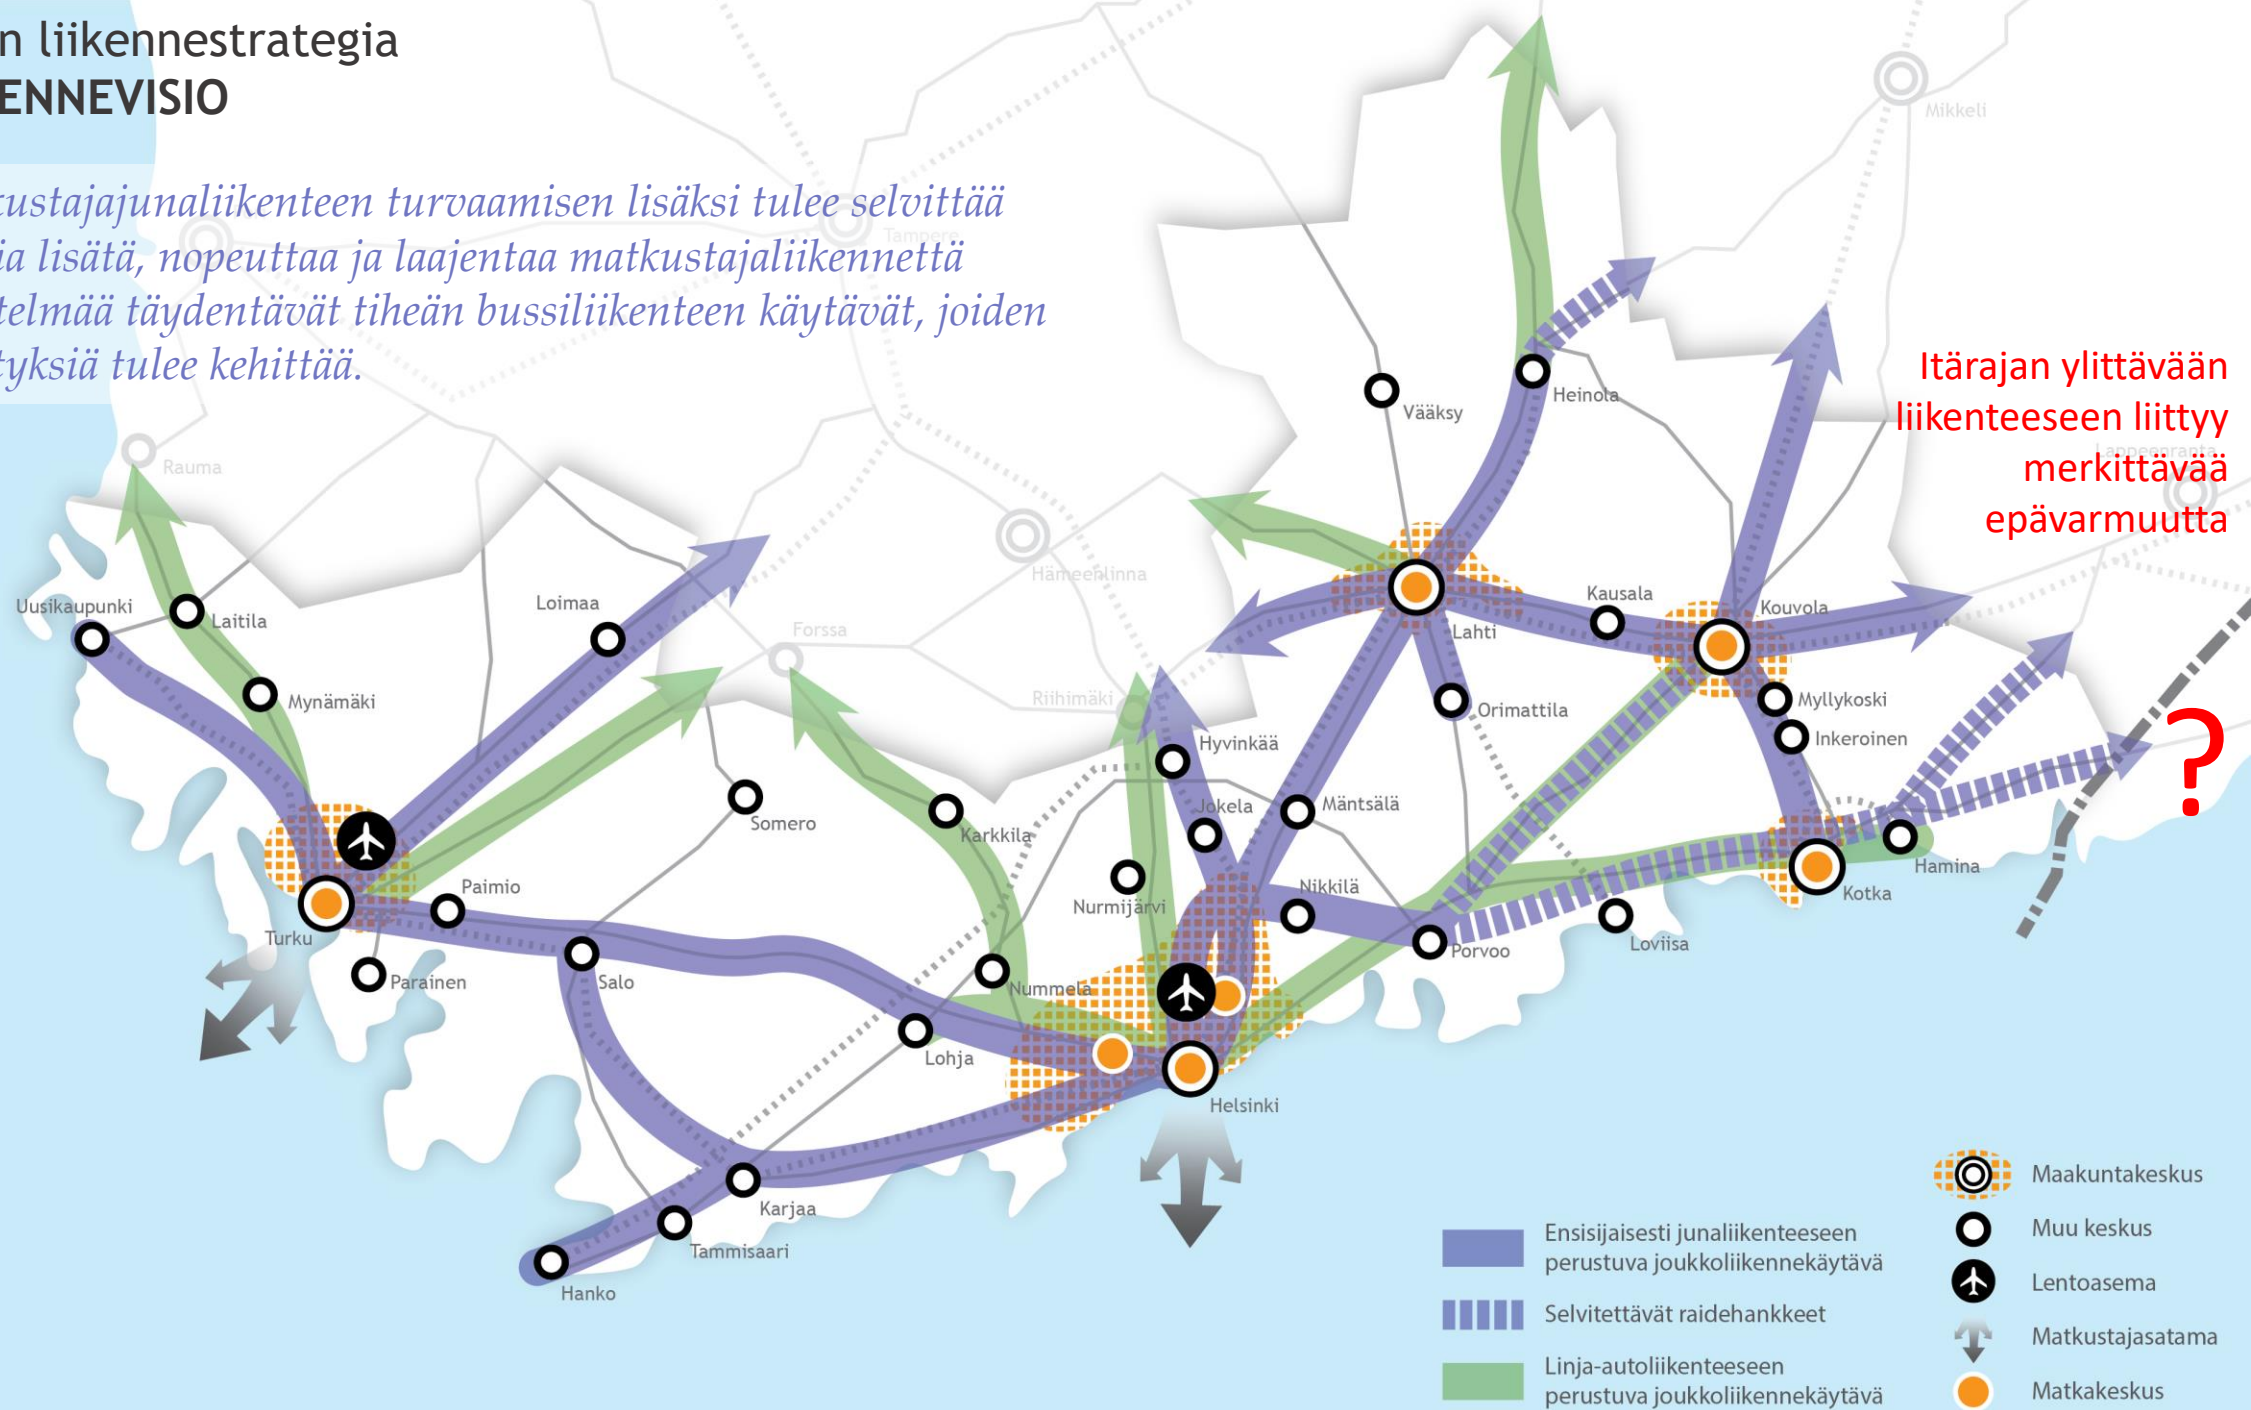 n liikennestrategia
ENNEVISIO
tustajajunaliikenteen turvaamisen lisäksi tulee selvittää
ia lisätä, nopeuttaa ja laajentaa matkustajaliikennettä
telmää täydentävät tiheän bussiliikenteen käytävät, joiden
tyksiä tulee kehittää.
Mikkeli
Tampere
Itärajan ylittävään
liikenteeseen liittyy
merkittävää
epävarmuutta
Lappeenranta
Heinola
Vääksy
Rauma
Hämeenlinna
Uusikaupunki
Laitila
Loimaa
Forssa
Lahti
Kausala
Kouvola
Mynämäki
Riihimäki
Orimattila
Myllykoski
Inkeroinen
Hyvinkää
?
Somero
Karkkila
Jokela
Mäntsälä
Nurmijärvi
Nikkilä
Paimio
Turku
Parainen
Salo
Nummela
Porvoo
Loviisa
Kotka
Hamina
Lohja
Helsinki
Karjaa
Tammisaari
Hanko
Ensisijaisesti junaliikenteeseen
perustuva joukkoliikennekäytävä
Selvitettävät raidehankkeet
Linja-autoliikenteeseen
perustuva joukkoliikennekäytävä
Maakuntakeskus
Muu keskus
Lentoasema
Matkustajasatama
Matkakeskus